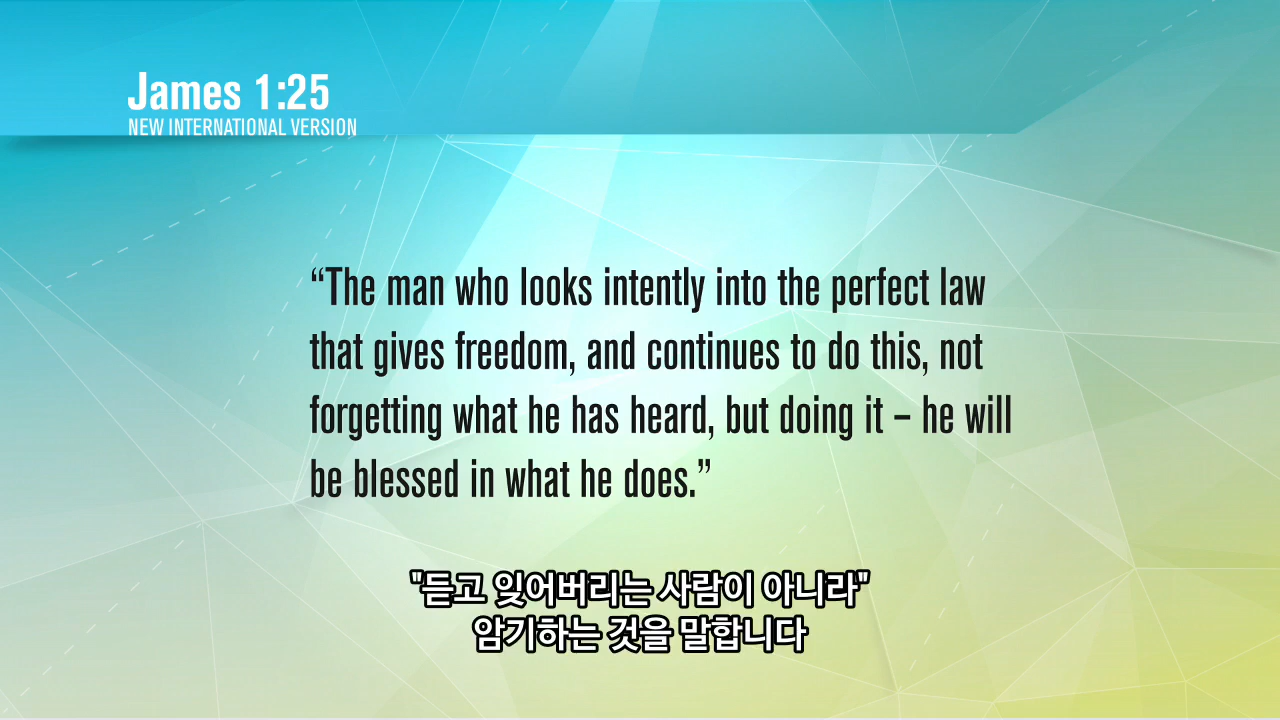 James 1:25
NEW INTERNATIONAL VERSION
“The man who looks intently into the perfect law
that gives freedom, and continues to do this, not
forgetting what he has heard, but doing it – he will
be blessed in what he does.”
"듣고 잊어버리는 사람이 아니라"
암기하는 것을 말합니다